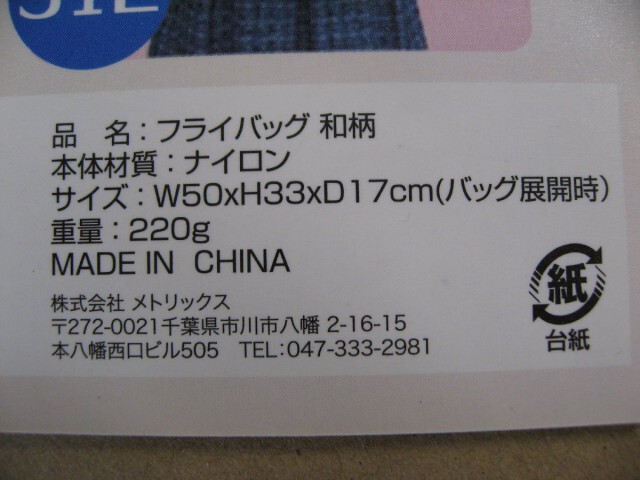 品 名：フライバッグ 和柄
本体材質：ナイロン
サイズ：W50xH33xD17cm(バッグ展開時)
重量：220g
MADE IN CHINA
株式会社 メトリックス
〒272-0021千葉県市川市八幡 2-16-15
本八幡西口ビル505 TEL:047-333-2981
紙
台紙